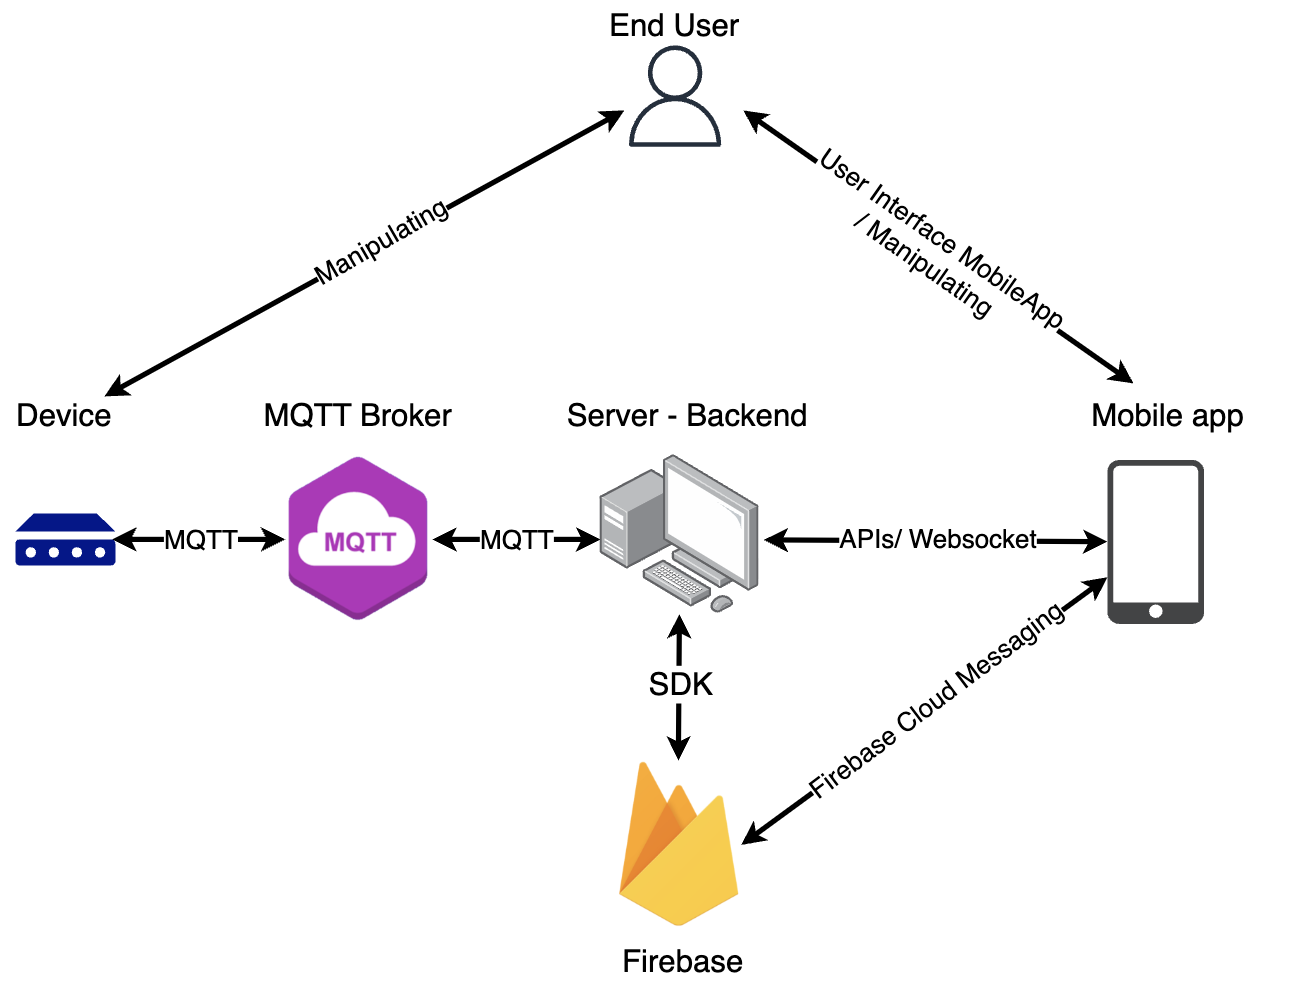 End User
Manipulating
User Interface MobileApp
/ Manipulating
Device
MQTT Broker
Server - Backend
Mobile app
MQTT
MQTT
MQTT
APIs/ Websocket
SDK
Firebase Cloud Messaging
Firebase